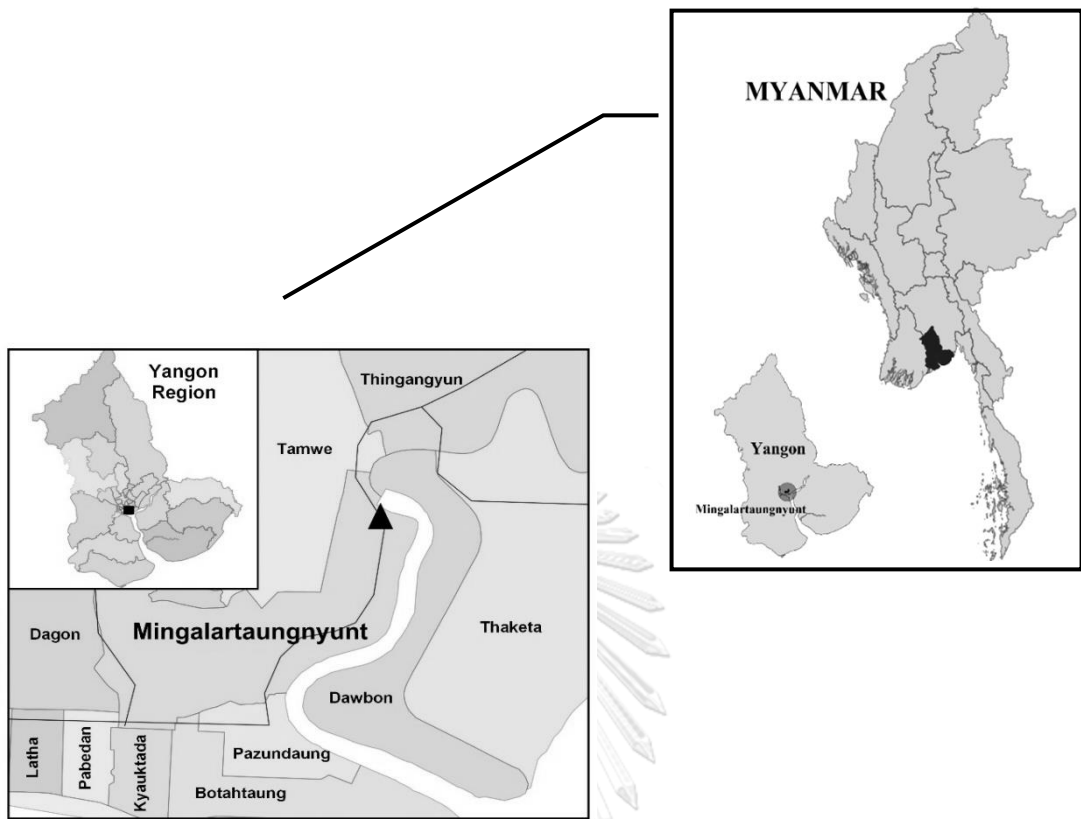 MYANMAR
Yangon
Mingalartaungnyunt
Yangon
Region
Thingangyun
Tamwe
Dagon
Mingalartaungnyunt
Thaketa
Dawbon
Latha
Pabedan
Kyauktada
Pazundaung
Botahtaung